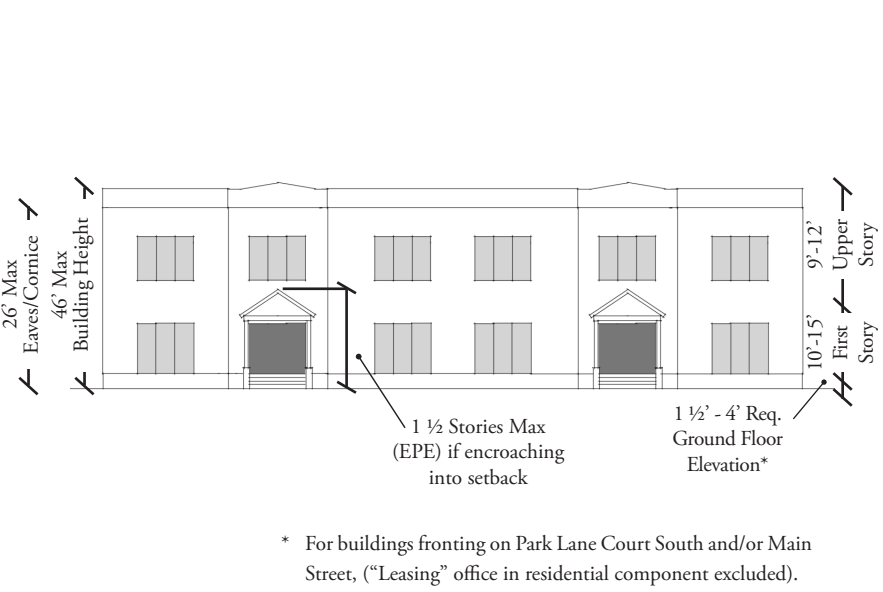 26’ Max
Eaves/Cornice
46’ Max
Building Height
9’-12’
Upper
Story
10’-15’
First
Story
1 ½ Stories Max
(EPE) if encroaching
into setback
1 ½’ - 4’ Req.
Ground Floor
Elevation*
* For buildings fronting on Park Lane Court South and/or Main
Street, (“Leasing” office in residential component excluded).